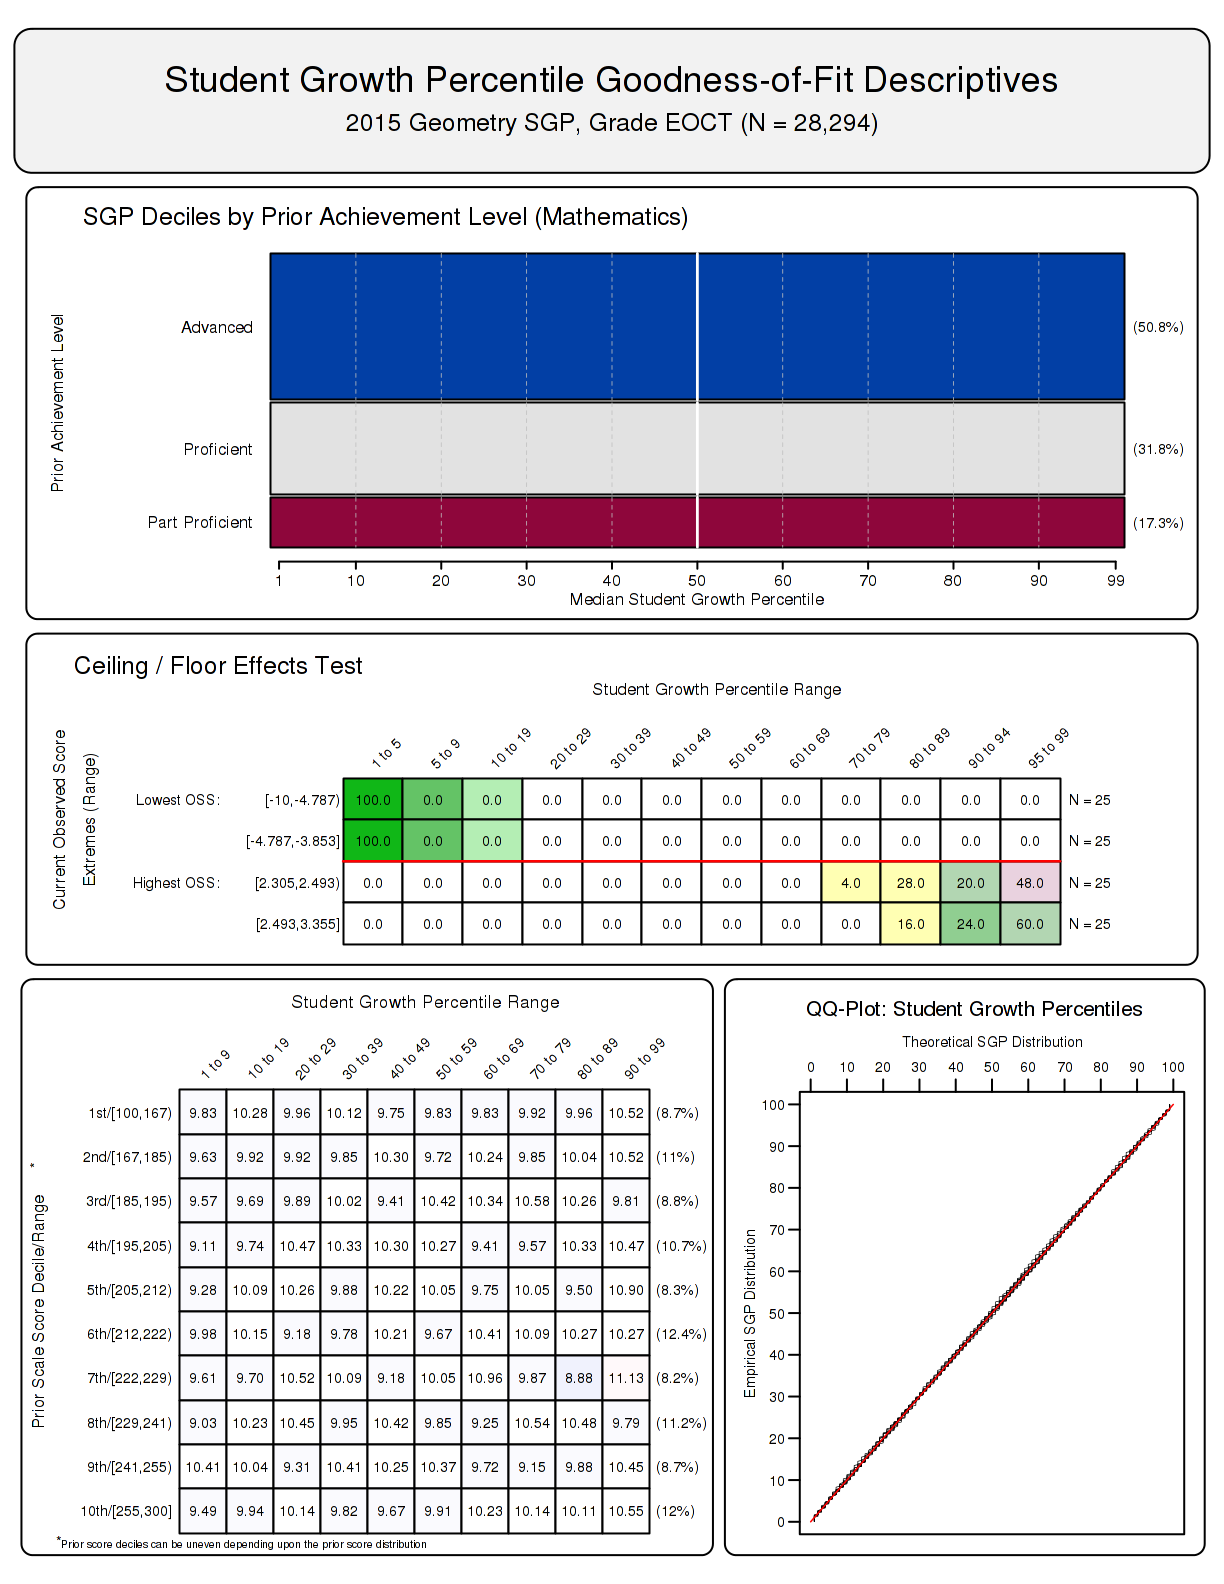 Student Growth Percentile Goodness-of-Fit Descriptives
2015 Geometry SGP, Grade EOCT (N = 28,294)
SGP Deciles by Prior Achievement Level (Mathematics)
Prior Achievement Level
Advanced (50.8%)
Proficient (31.8%)
Part Proficient (17.3%)
1 10 20 30 40 50 60 70 80 90 99
Median Student Growth Percentile
Ceiling / Floor Effects Test
Student Growth Percentile Range
Current Observed Score
Extremes (Range)
1 to 5 5 to 9 10 to 19 20 to 29 30 to 39 40 to 49 50 to 59 60 to 69 70 to 79 80 to 89 90 to 94 95 to 99
Lowest OSS: [-10,-4.787) 100.0 0.0 0.0 0.0 0.0 0.0 0.0 0.0 0.0 0.0 0.0 0.0 N = 25
[-4.787,-3.853] 100.0 0.0 0.0 0.0 0.0 0.0 0.0 0.0 0.0 0.0 0.0 0.0 N = 25
Highest OSS: [2.305,2.493) 0.0 0.0 0.0 0.0 0.0 0.0 0.0 0.0 4.0 28.0 20.0 48.0 N = 25
[2.493,3.355] 0.0 0.0 0.0 0.0 0.0 0.0 0.0 0.0 0.0 16.0 24.0 60.0 N = 25
Student Growth Percentile Range
Prior Scale Score Decile/Range *
1 to 9 10 to 19 20 to 29 30 to 39 40 to 49 50 to 59 60 to 69 70 to 79 80 to 89 90 to 99
1st/[100,167) 9.83 10.28 9.96 10.12 9.75 9.83 9.83 9.92 9.96 10.52 (8.7%)
2nd/[167,185) 9.63 9.92 9.92 9.85 10.30 9.72 10.24 9.85 10.04 10.52 (11%)
3rd/[185,195) 9.57 9.69 9.89 10.02 9.41 10.42 10.34 10.58 10.26 9.81 (8.8%)
4th/[195,205) 9.11 9.74 10.47 10.33 10.30 10.27 9.41 9.57 10.33 10.47 (10.7%)
5th/[205,212) 9.28 10.09 10.26 9.88 10.22 10.05 9.75 10.05 9.50 10.90 (8.3%)
6th/[212,222) 9.98 10.15 9.18 9.78 10.21 9.67 10.41 10.09 10.27 10.27 (12.4%)
7th/[222,229) 9.61 9.70 10.52 10.09 9.18 10.05 10.96 9.87 8.88 11.13 (8.2%)
8th/[229,241) 9.03 10.23 10.45 9.95 10.42 9.85 9.25 10.54 10.48 9.79 (11.2%)
9th/[241,255) 10.41 10.04 9.31 10.41 10.25 10.37 9.72 9.15 9.88 10.45 (8.7%)
10th/[255,300] 9.49 9.94 10.14 9.82 9.67 9.91 10.23 10.14 10.11 10.55 (12%)
*Prior score deciles can be uneven depending upon the prior score distribution
QQ-Plot: Student Growth Percentiles
Theoretical SGP Distribution
0 10 20 30 40 50 60 70 80 90 100
Empirical SGP Distribution
100
90
80
70
60
50
40
30
20
10
0